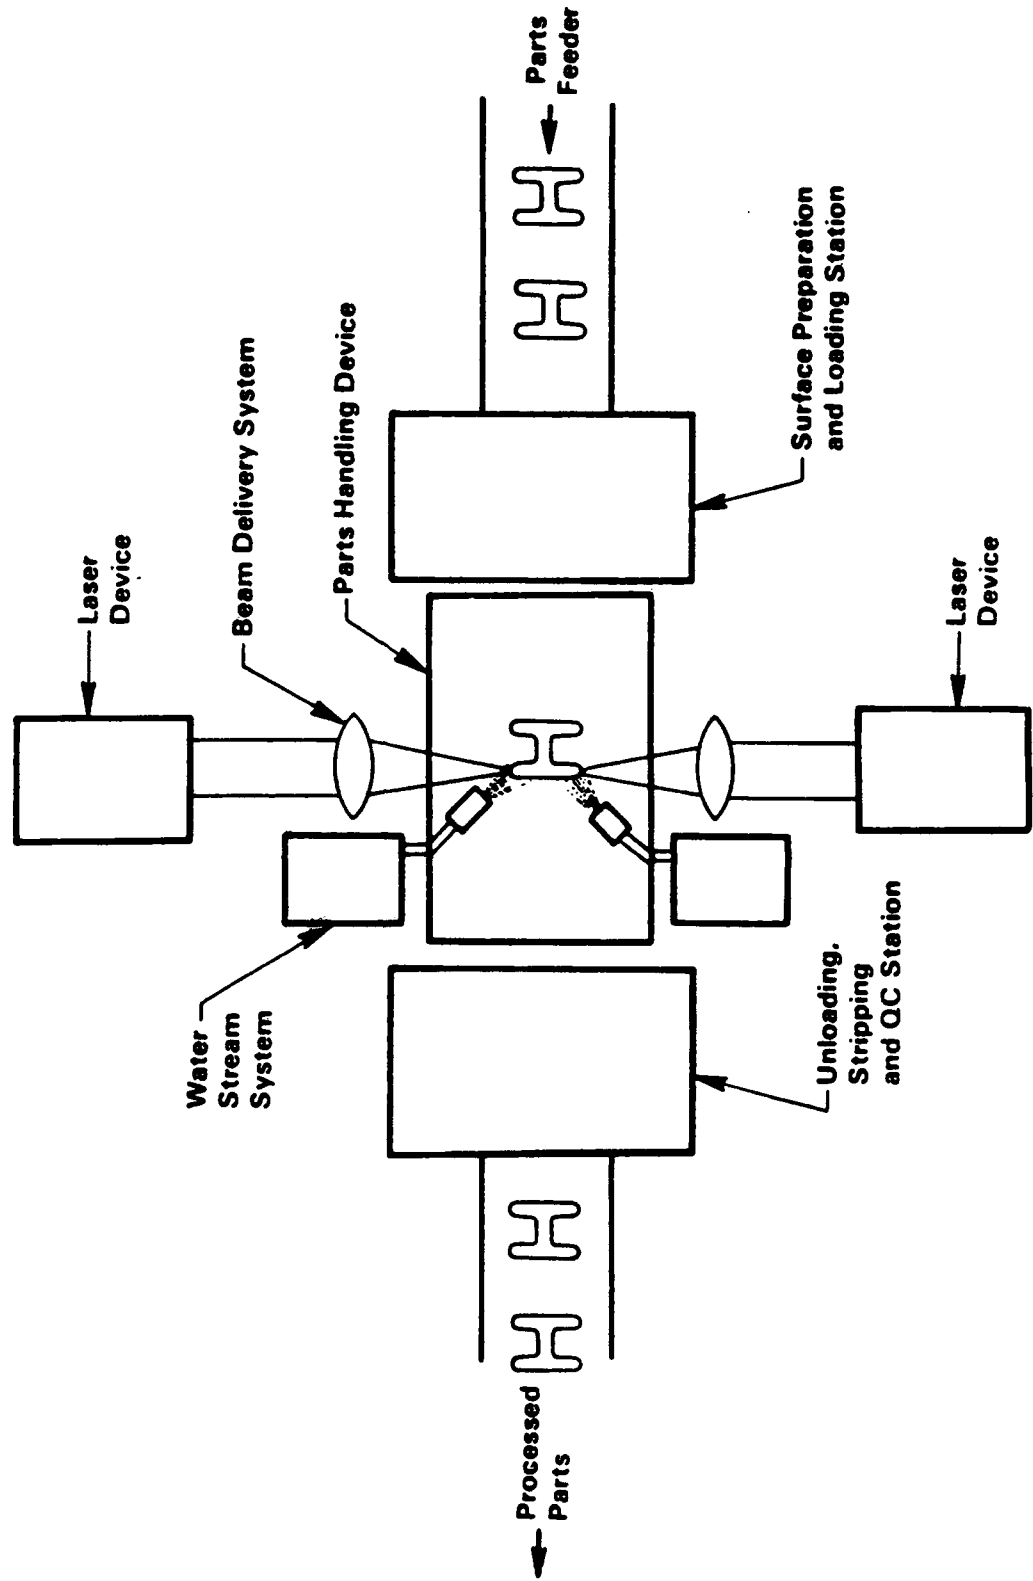 Laser
Device
Beam Delivery System
Parts Handling Device
Parts
Feeder
Water
Stream
System
Surface Preparation
and Loading Station
Processed
Parts
Unloading,
Stripping
and QC Station
Laser
Device